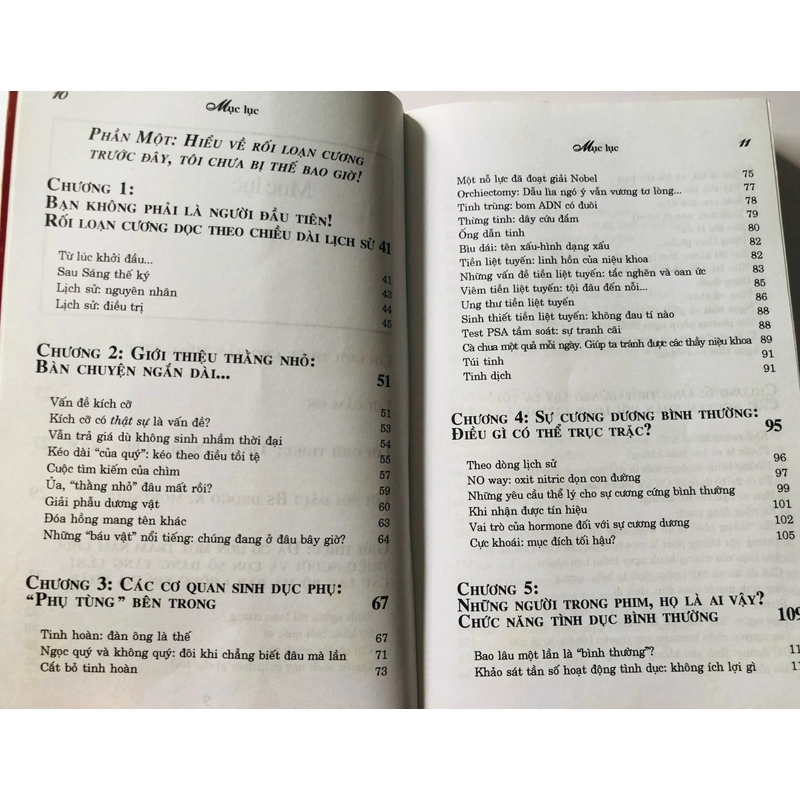 10
Mục lục
PHẦN MỘT: HIỂU VỀ RỐI LOẠN CƯƠNG
TRƯỚC ĐÂY, TÔI CHƯA BỊ THẾ BAO GIỜ!
CHƯƠNG 1:
BẠN KHÔNG PHẢI LÀ NGƯỜI ĐẦU TIÊN!
RỐI LOẠN CƯƠNG DỌC THEO CHIỀU DÀI LỊCH SỬ 41
Từ lúc khởi đầu... 41
Sau Sáng thế ký 43
Lịch sử: nguyên nhân 44
Lịch sử: điều trị 45
CHƯƠNG 2: GIỚI THIỆU THẰNG NHỎ:
BÀN CHUYỆN NGẮN DÀI... 51
Vấn đề kích cỡ 51
Kích cỡ có thật sự là vấn đề? 53
Vẫn trả giá dù không sinh nhầm thời đại 54
Kéo dài "của quý": kéo theo điều tồi tệ 55
Cuộc tìm kiếm của chìm 57
Ủa, "thằng nhỏ" đâu mất rồi? 59
Giải phẫu dương vật 60
Đóa hồng mang tên khác 63
Những "báu vật" nổi tiếng: chúng đang ở đâu bây giờ? 64
CHƯƠNG 3: CÁC CƠ QUAN SINH DỤC PHỤ:
"PHỤ TÙNG" BÊN TRONG 67
Tinh hoàn: đàn ông là thế 67
Ngọc quý và không quý: đôi khi chẳng biết đâu mà lần 71
Cắt bỏ tinh hoàn 73
Mục lục 11
Một nỗ lực đã đoạt giải Nobel 75
Orchiectomy: Dẫu lìa ngó ý vẫn vương tơ lòng... 77
Tinh trùng: bom ADN có đuôi 78
Thừng tinh: dây cứu đắm 79
Ống dẫn tinh 80
Bìu dái: tên xấu-hình dạng xấu 82
Tiền liệt tuyến: linh hồn của niệu khoa 82
Những vấn đề tiền liệt tuyến: tắc nghẽn và oan ức 83
Viêm tiền liệt tuyến: tội đâu đến nỗi... 85
Ung thư tiền liệt tuyến 86
Sinh thiết tiền liệt tuyến: không đau tí nào 88
Test PSA tầm soát: sự tranh cãi 88
Cà chua một quả mỗi ngày. Giúp ta tránh được các thầy niệu khoa 89
Túi tinh 91
Tinh dịch 91
CHƯƠNG 4: SỰ CƯƠNG DƯƠNG BÌNH THƯỜNG:
ĐIỀU GÌ CÓ THỂ TRỤC TRẶC? 95
Theo dòng lịch sử 96
NO way: oxit nitric dọn con đường 97
Những yêu cầu thể lý cho sự cương cứng bình thường 99
Khi nhận được tín hiệu 101
Vai trò của hormone đối với sự cương dương 102
Cực khoái: mục đích tối hậu? 105
CHƯƠNG 5:
NHỮNG NGƯỜI TRONG PHIM, HỌ LÀ AI VẬY?
CHỨC NĂNG TÌNH DỤC BÌNH THƯỜNG 109
Bao lâu một lần là "bình thường"? 11
Khảo sát tần số hoạt động tình dục: không ích lợi gì 11